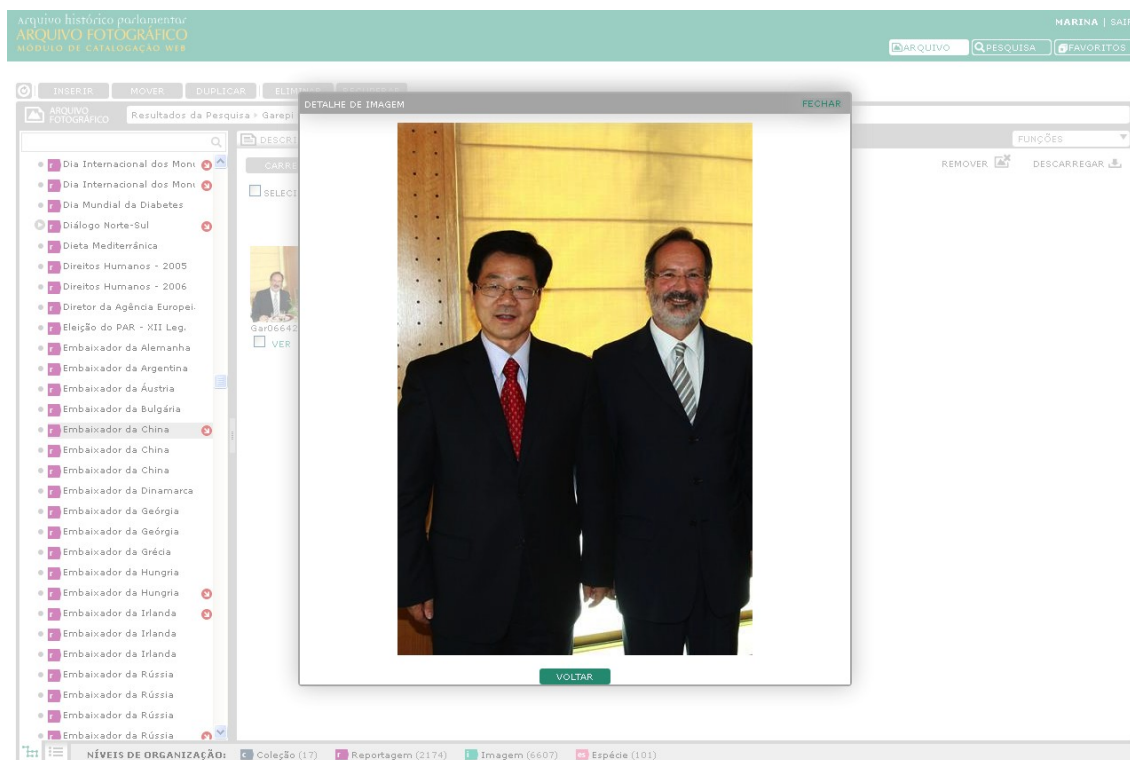 Arquivo histórico parlamentar
ARQUIVO FOTOGRÁFICO
MÓDULO DE CATALOGAÇÃO WEB
MARINA | SAIR
ARQUIVO
PESQUISA
FAVORITOS
INSERIR
MOVER
DUPLICAR
ARQUIVO
FOTOGRÁFICO
Resultados da Pesquisa > Garepi
DETALHE DE IMAGEM
FECHAR
FUNÇÕES
REMOVER
DESCARREGAR
Gar06642
VER
Dia Internacional dos Monu
Dia Internacional dos Monu
Dia Mundial da Diabetes
Diálogo Norte-Sul
Dieta Mediterrânica
Direitos Humanos - 2005
Direitos Humanos - 2006
Diretor da Agência Europei
Eleição do PAR - XII Leg.
Embaixador da Alemanha
Embaixador da Argentina
Embaixador da Áustria
Embaixador da Bulgária
Embaixador da China
Embaixador da China
Embaixador da China
Embaixador da Dinamarca
Embaixador da Geórgia
Embaixador da Geórgia
Embaixador da Grécia
Embaixador da Hungria
Embaixador da Hungria
Embaixador da Irlanda
Embaixador da Irlanda
Embaixador da Irlanda
Embaixador da Rússia
Embaixador da Rússia
Embaixador da Rússia
Embaixador da Rússia
VOLTAR
NÍVEIS DE ORGANIZAÇÃO:
c Coleção (17)
r Reportagem (2174)
i Imagem (6607)
es Espécie (101)